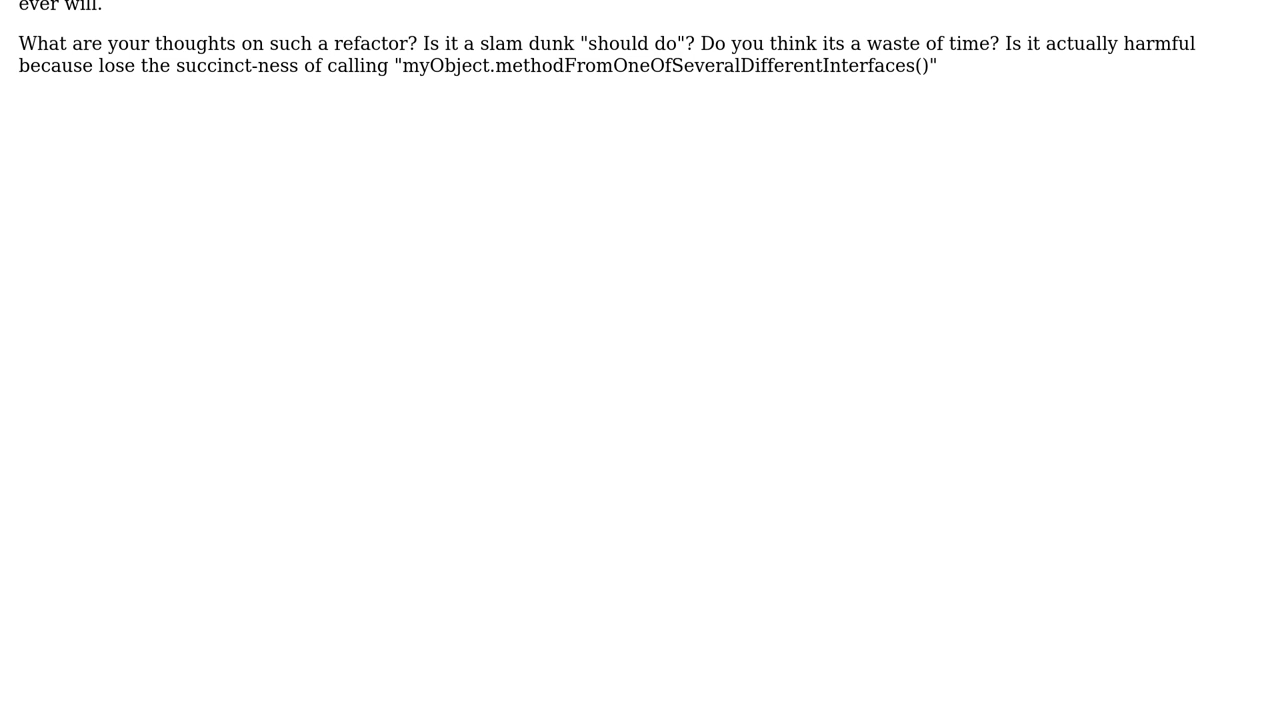 ever will.
What are your thoughts on such a refactor? Is it a slam dunk "should do"? Do you think its a waste of time? Is it actually harmful
because lose the succinct-ness of calling "myObject.methodFromOneOfSeveralDifferentInterfaces()"